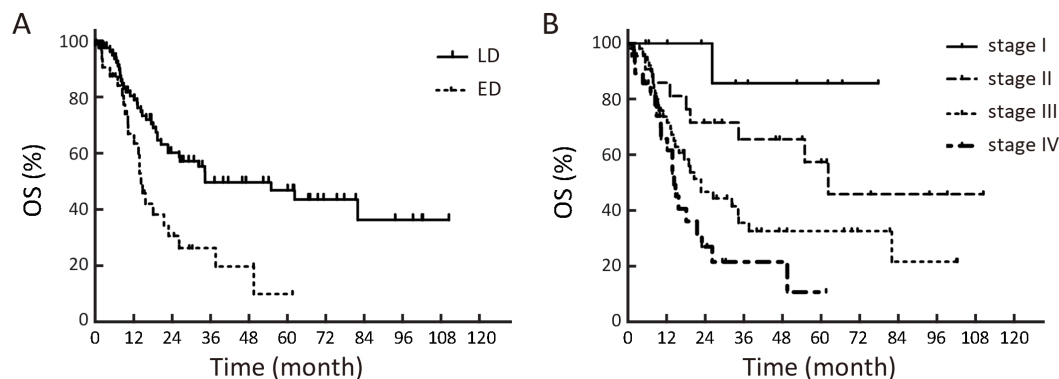 A
OS (%)
100
80
60
40
20
0
0 12 24 36 48 60 72 84 96 108 120
Time (month)
LD
ED
B
OS (%)
100
80
60
40
20
0
0 12 24 36 48 60 72 84 96 108 120
Time (month)
stage I
stage II
stage III
stage IV